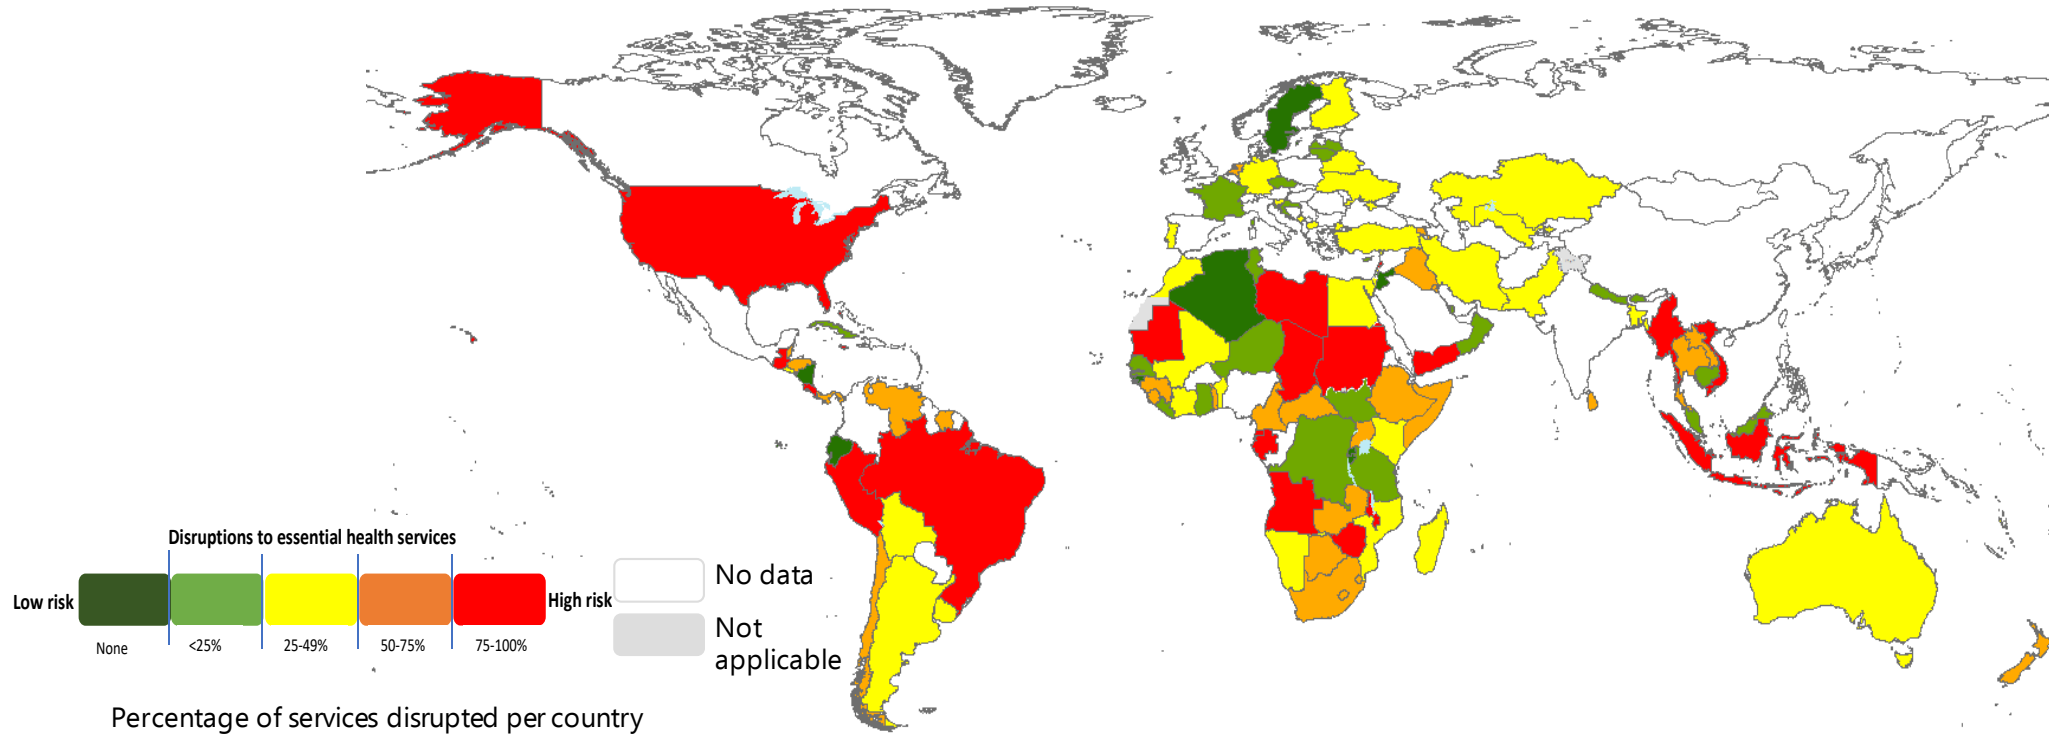 Disruptions to essential health services
Low risk
High risk
None
<25%
25-49%
50-75%
75-100%
No data
Not
applicable
Percentage of services disrupted per country